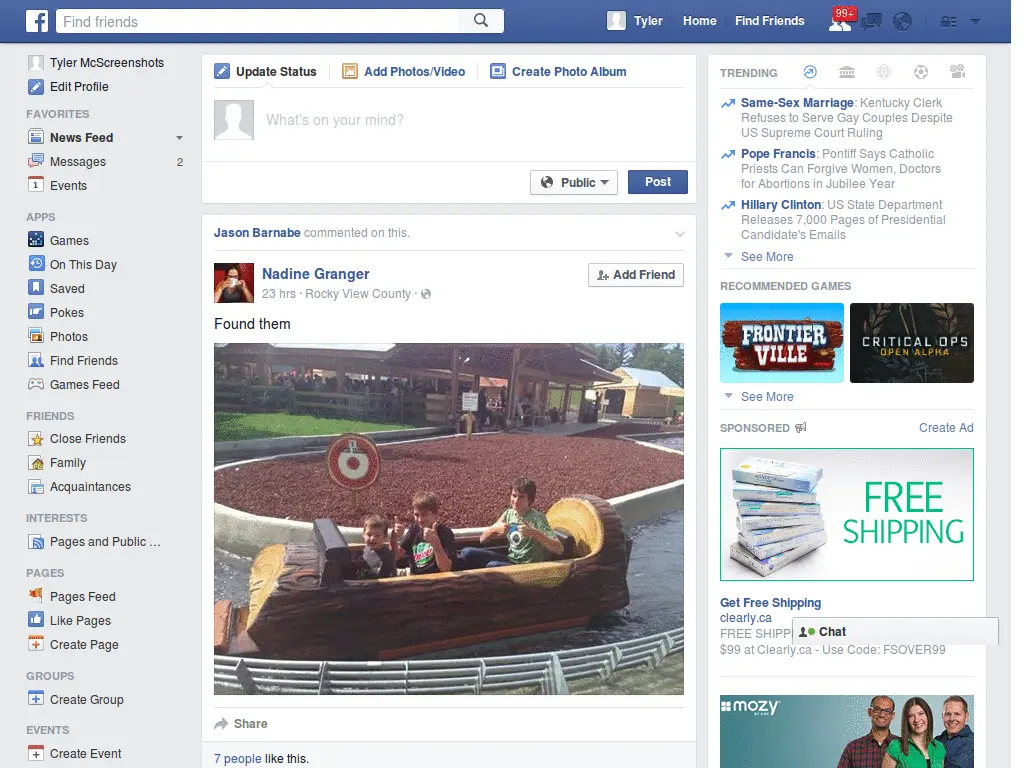 f
Find friends
Tyler
Home
Find Friends
99+
Tyler McScreenshots
Edit Profile
FAVORITES
News Feed
Messages 2
1 Events
APPS
Games
On This Day
Saved
Pokes
Photos
Find Friends
Games Feed
FRIENDS
Close Friends
Family
Acquaintances
INTERESTS
Pages and Public ...
PAGES
Pages Feed
Like Pages
Create Page
GROUPS
Create Group
EVENTS
Create Event
Update Status
Add Photos/Video
Create Photo Album
What's on your mind?
Public
Post
Jason Barnabe commented on this.
Nadine Granger
23 hrs · Rocky View County ·
Add Friend
Found them
Share
7 people like this.
TRENDING
Same-Sex Marriage: Kentucky Clerk
Refuses to Serve Gay Couples Despite
US Supreme Court Ruling
Pope Francis: Pontiff Says Catholic
Priests Can Forgive Women, Doctors
for Abortions in Jubilee Year
Hillary Clinton: US State Department
Releases 7,000 Pages of Presidential
Candidate's Emails
See More
RECOMMENDED GAMES
FRONTIER
VILLE
CRITICAL OPS
OPEN ALPHA
See More
SPONSORED
Create Ad
FREE
SHIPPING
Get Free Shipping
clearly.ca
FREE SHIPP
$99 at Clearly.ca - Use Code: FSOVER99
Chat
mozy